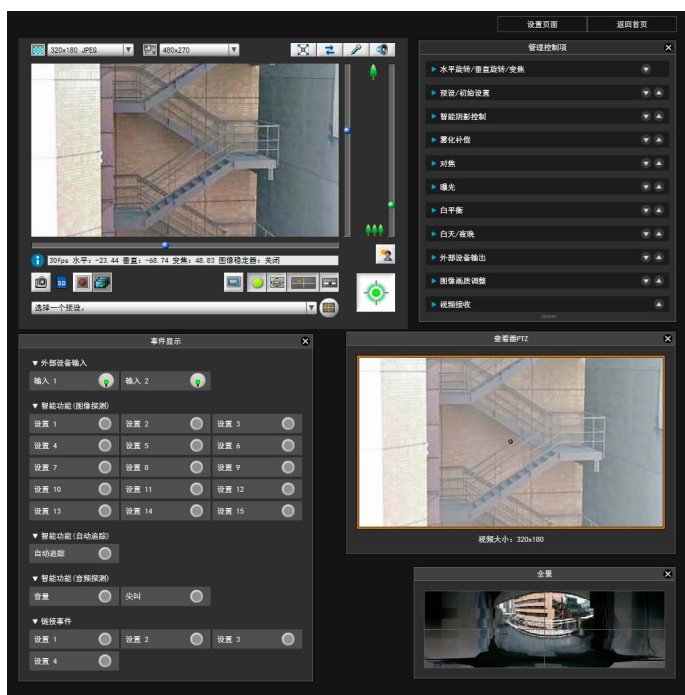 设置页面 返回首页
320x180 JPEG 480x270
管理控制项
水平旋转/垂直旋转/变焦
预设/初始设置
智能阴影控制
雾化补偿
对焦
曝光
白平衡
白天/夜晚
外部设备输出
图像画质调整
视频接收
30fps 水平: -23.44 垂直: -68.74 变焦: 48.83 图像稳定器: 关闭
SD
选择一个预设。
事件显示
外部设备输入
输入 1 输入 2
智能功能(图像探测)
设置 1 设置 2 设置 3
设置 4 设置 5 设置 6
设置 7 设置 8 设置 9
设置 10 设置 11 设置 12
设置 13 设置 14 设置 15
智能功能(自动追踪)
自动追踪
智能功能(音频探测)
音量 尖叫
链接事件
设置 1 设置 2 设置 3
设置 4
查看器PTZ
视频大小: 320x180
全景